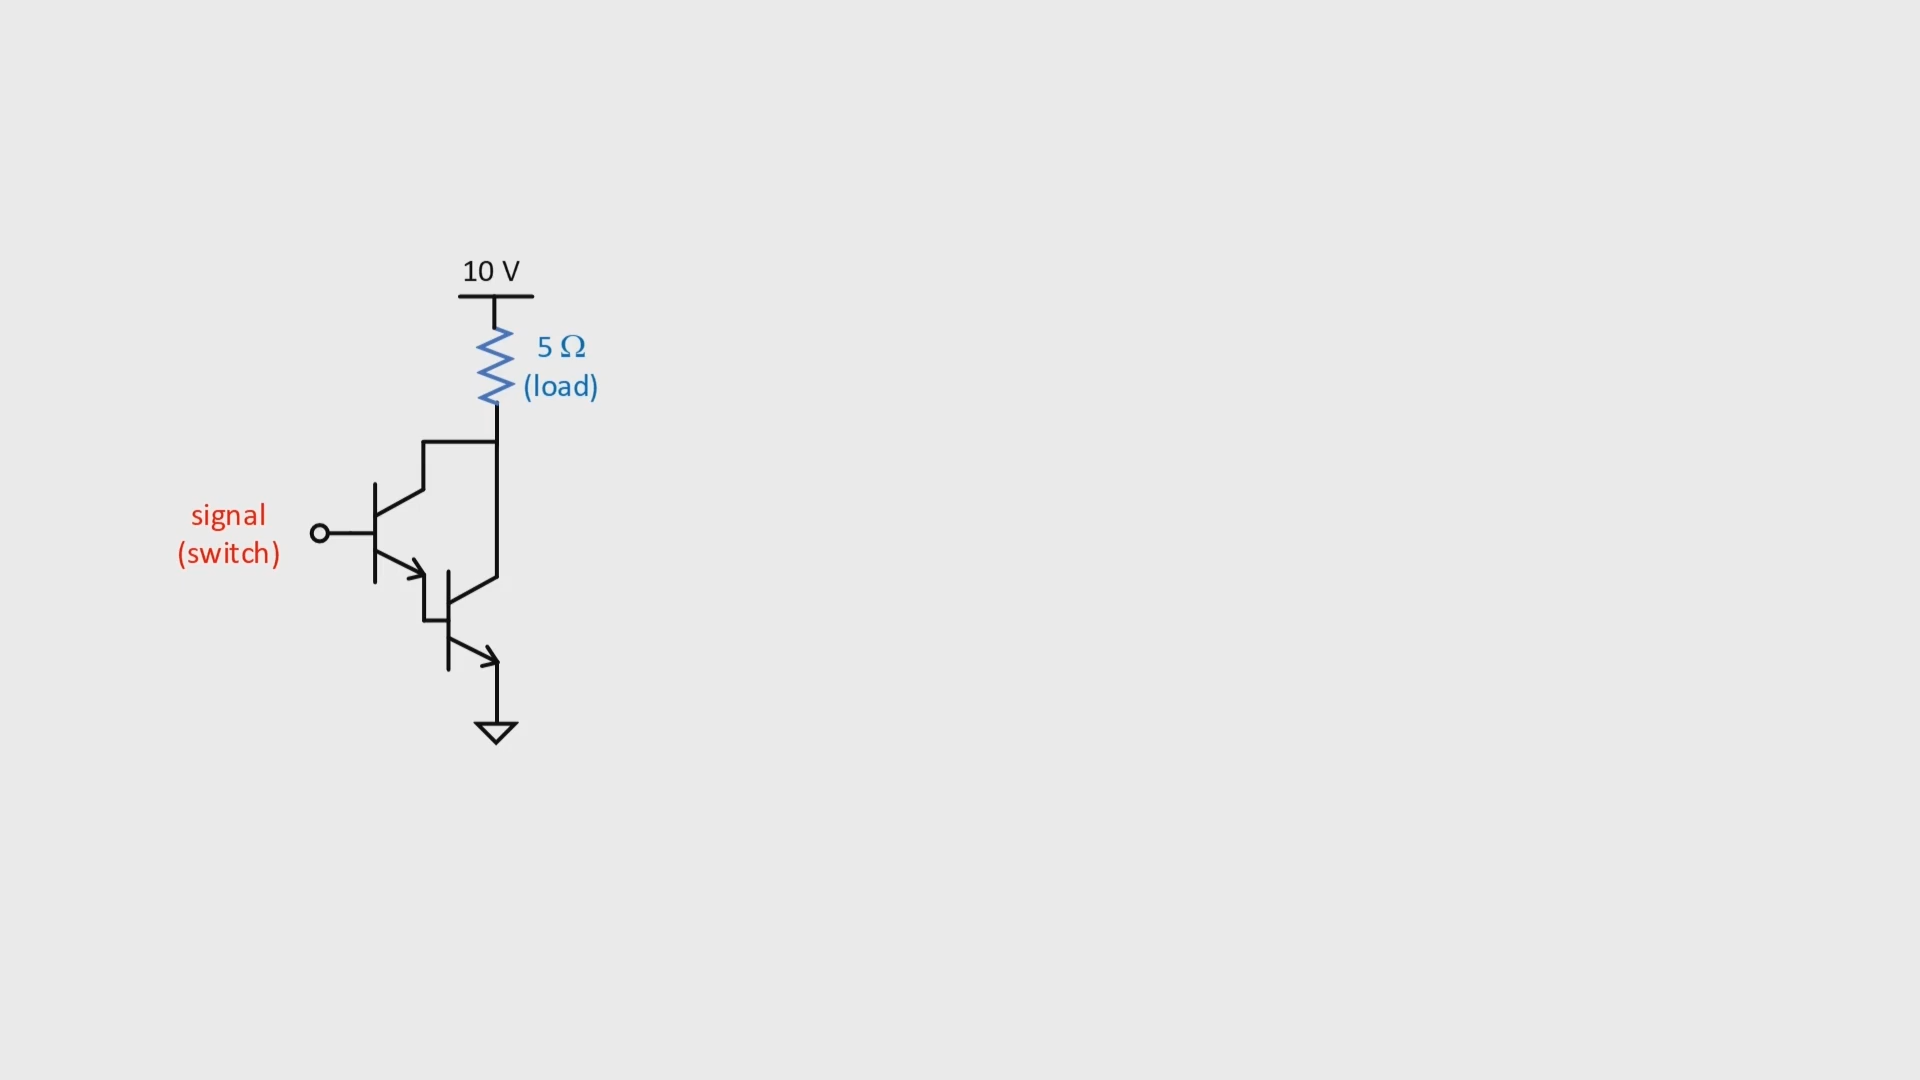 10 V
5 Ω
(load)
signal
(switch)